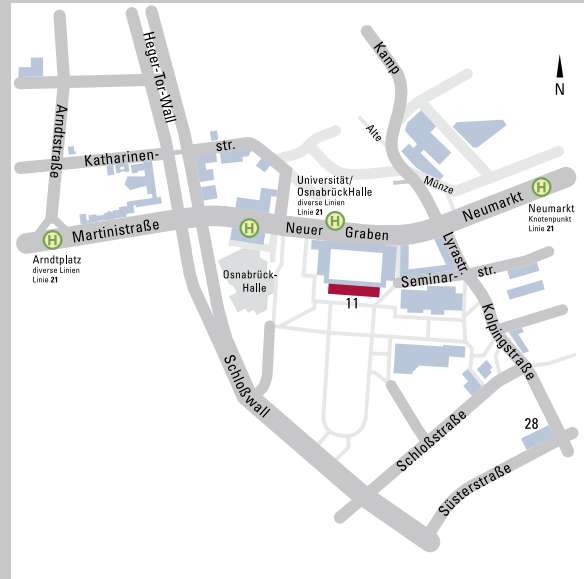 Heger-Tor-Wall
Kamp
N
Arndtstraße
Alte
Münze
Katharinen-
str.
Universität/
OsnabrückHalle
diverse Linien
Linie 21
H
H
H
H
Neumarkt
Neumarkt
Knotenpunkt
Linie 21
Martinistraße
Neuer
Graben
Lyrastr.
Arndtplatz
diverse Linien
Linie 21
Osnabrück-
Halle
Seminar-
str.
11
Kolpingstraße
Schloßwall
Schloßstraße
28
Süsterstraße